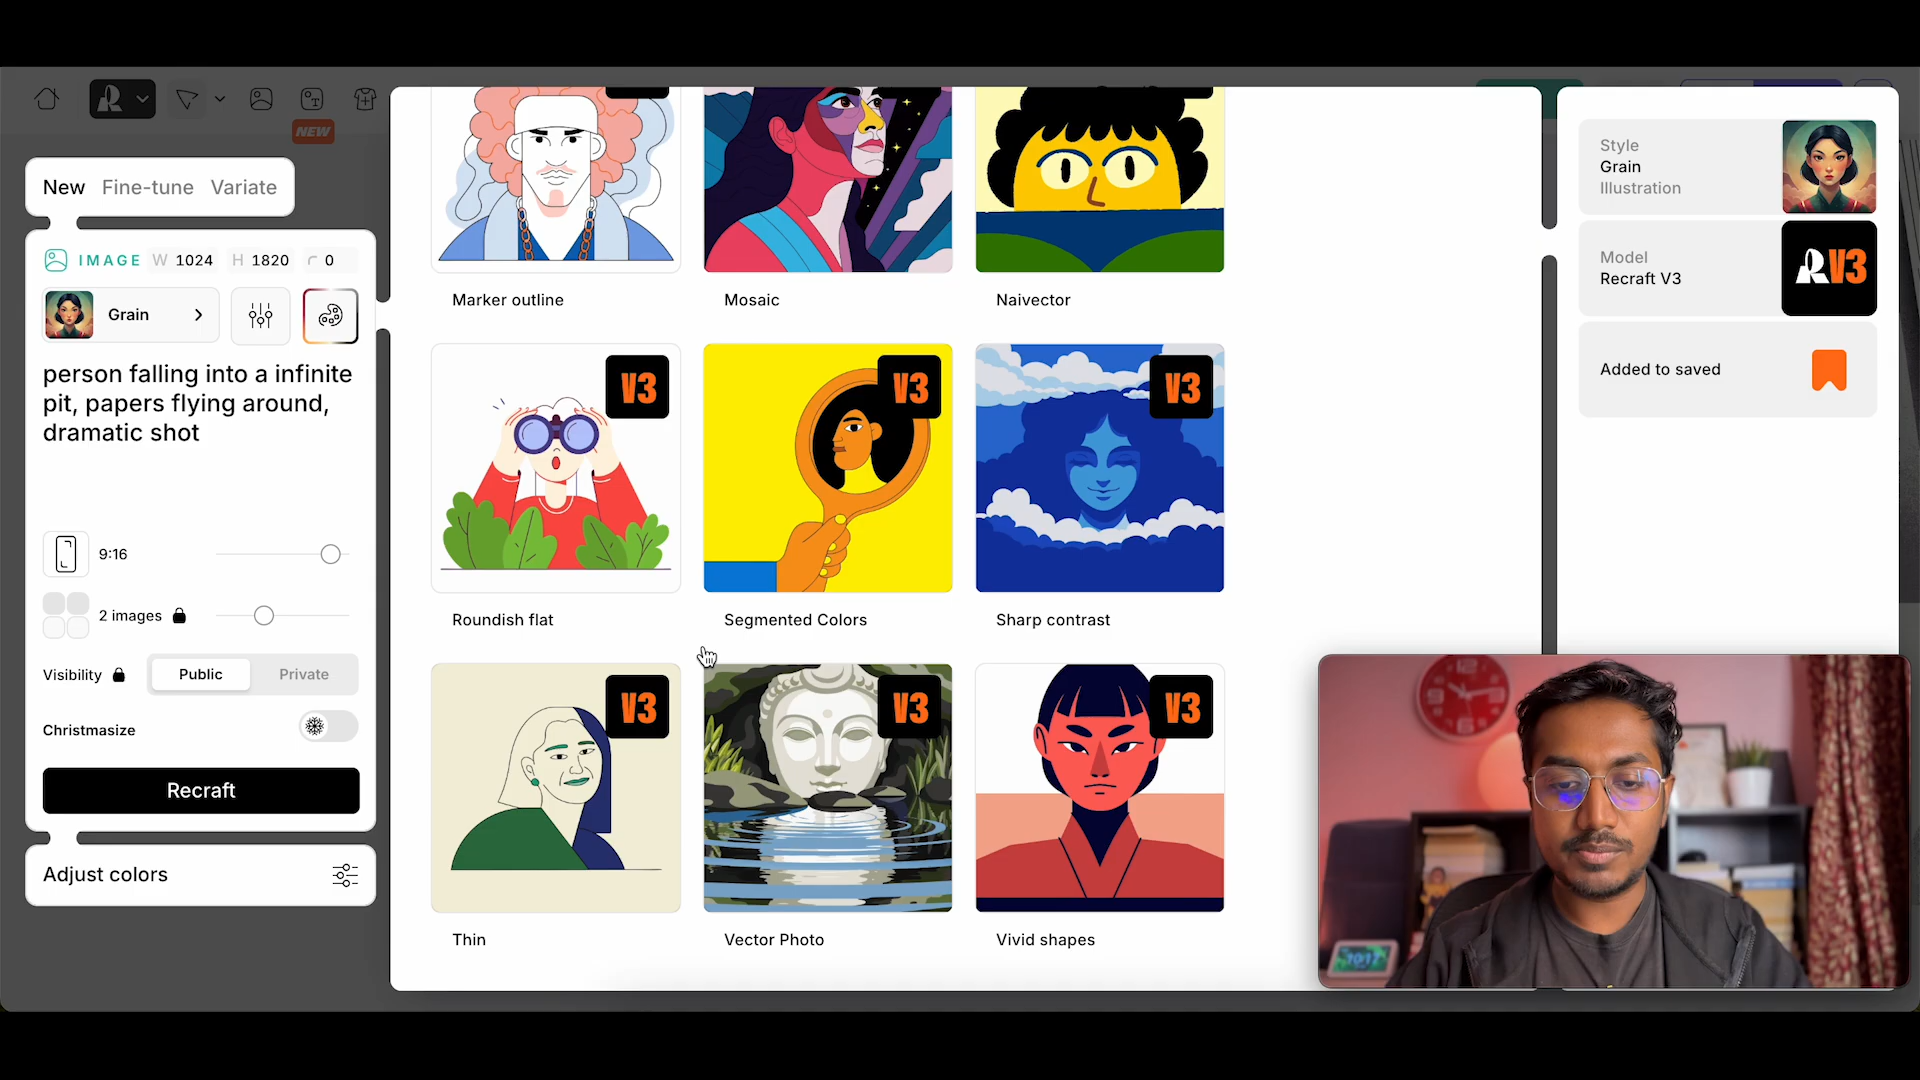 NEW
New Fine-tune Variate
IMAGE W 1024 H 1820 0
Grain
person falling into a infinite
pit, papers flying around,
dramatic shot
9:16
2 images
Visibility Public Private
Christmasize
Recraft
Adjust colors
Marker outline
Mosaic
Naivector
V3
V3
V3
Roundish flat
Segmented Colors
Sharp contrast
V3
V3
V3
Thin
Vector Photo
Vivid shapes
Style
Grain
Illustration
Model
Recraft V3
V3
Added to saved
10:17